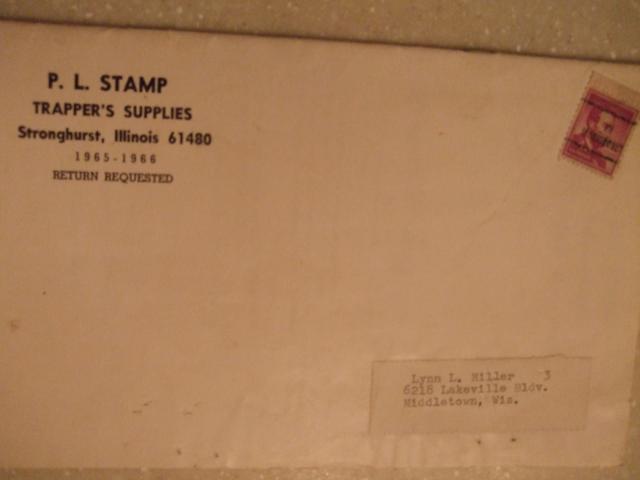 P. L. STAMP
TRAPPER'S SUPPLIES
Stronghurst, Illinois 61480
1965-1966
RETURN REQUESTED
Lynn L. Miller 3
6218 Lakeville Bldv.
Middletown, Wis.